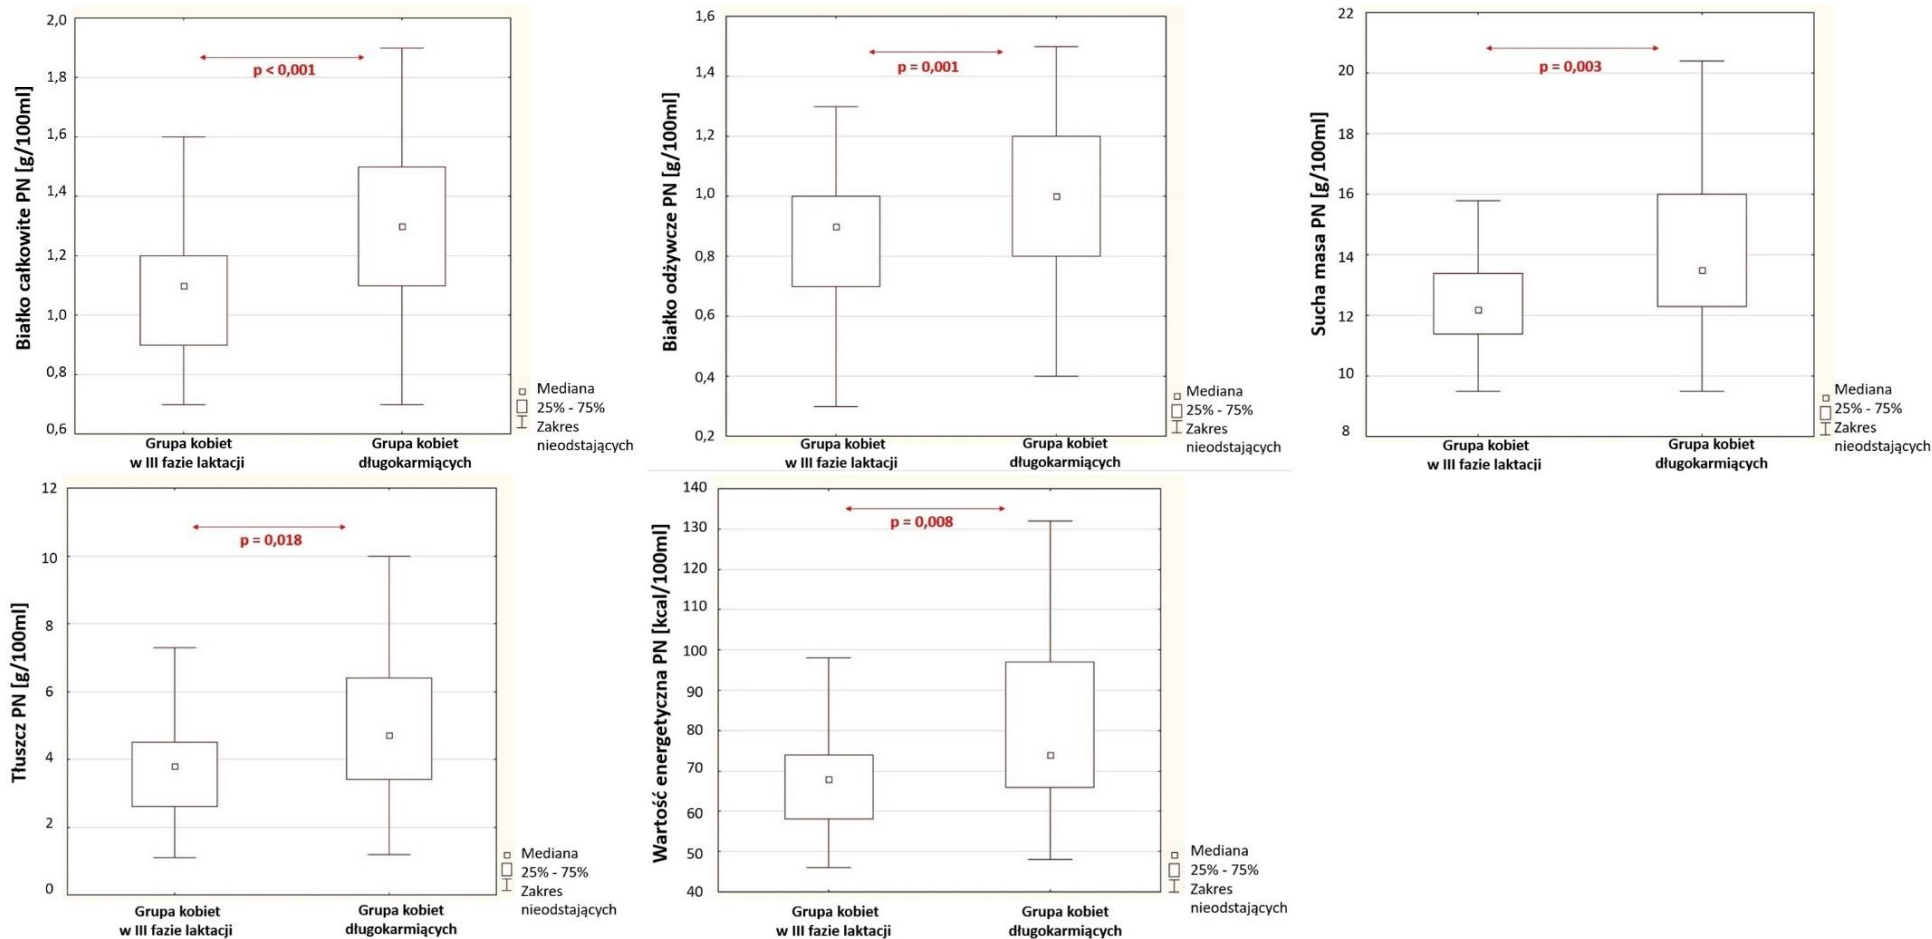 Białko całkowite PN [g/100ml]
2,0
1,8
1,6
1,4
1,2
1,0
0,8
0,6
p < 0,001
Mediana
25% - 75%
Zakres
nieodstających
Grupa kobiet
w III fazie laktacji
Grupa kobiet
długokarmiących
Białko odżywcze PN [g/100ml]
1,6
1,4
1,2
1,0
0,8
0,6
0,4
0,2
p = 0,001
Mediana
25% - 75%
Zakres
nieodstających
Grupa kobiet
w III fazie laktacji
Grupa kobiet
długokarmiących
Sucha masa PN [g/100ml]
22
20
18
16
14
12
10
8
p = 0,003
Mediana
25% - 75%
Zakres
nieodstających
Grupa kobiet
w III fazie laktacji
Grupa kobiet
długokarmiących
Tłuszcz PN [g/100ml]
12
10
8
6
4
2
0
p = 0,018
Mediana
25% - 75%
Zakres
nieodstających
Grupa kobiet
w III fazie laktacji
Grupa kobiet
długokarmiących
Wartość energetyczna PN [kcal/100ml]
140
130
120
110
100
90
80
70
60
50
40
p = 0,008
Mediana
25% - 75%
Zakres
nieodstających
Grupa kobiet
w III fazie laktacji
Grupa kobiet
długokarmiących